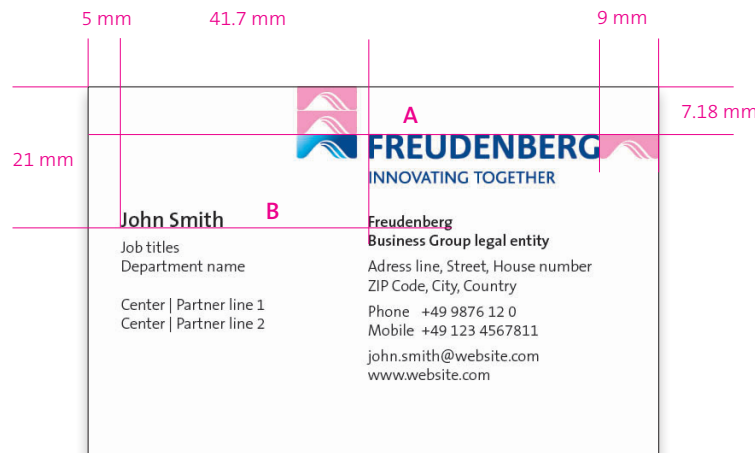 5 mm
41.7 mm
9 mm
7.18 mm
A
FREUDENBERG
INNOVATING TOGETHER
21 mm
B
John Smith
Job titles
Department name
Center | Partner line 1
Center | Partner line 2
Freudenberg
Business Group legal entity
Adress line, Street, House number
ZIP Code, City, Country
Phone +49 9876 12 0
Mobile +49 123 4567811
john.smith@website.com
www.website.com